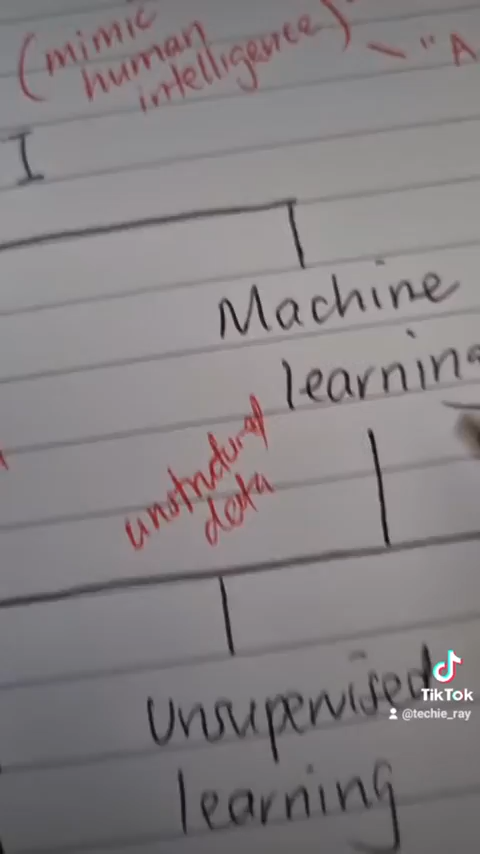 (mimic
human
intelligence)
- "A
I
Machine
learning
unstructured
data
Unsupervised
learning
TikTok
@techie_ray